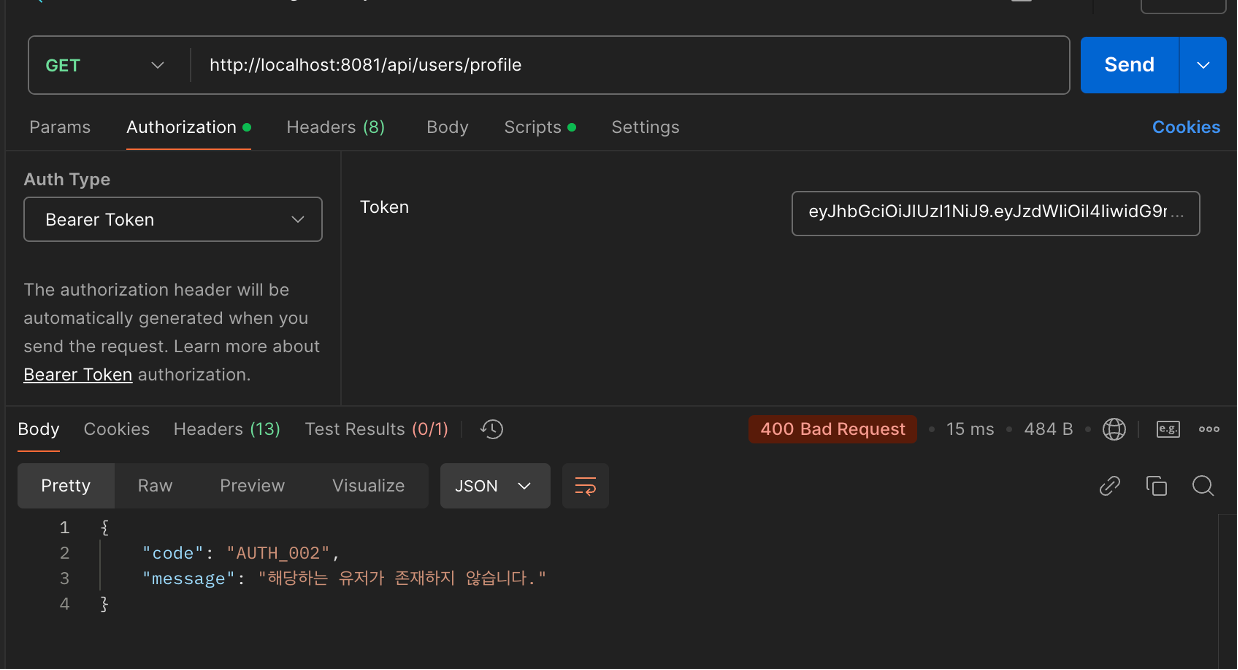 GET
http://localhost:8081/api/users/profile
Send
Params
Authorization
Headers (8)
Body
Scripts
Settings
Cookies
Auth Type
Bearer Token
The authorization header will be
automatically generated when you
send the request. Learn more about
Bearer Token authorization.
Token
eyJhbGciOiJIUzI1NiJ9.eyJzdWIiOiI4IiwidG9r...
Body
Cookies
Headers (13)
Test Results (0/1)
400 Bad Request
15 ms
484 B
e.g.
Pretty
Raw
Preview
Visualize
JSON
1 {
2 "code": "AUTH_002",
3 "message": "해당하는 유저가 존재하지 않습니다."
4 }